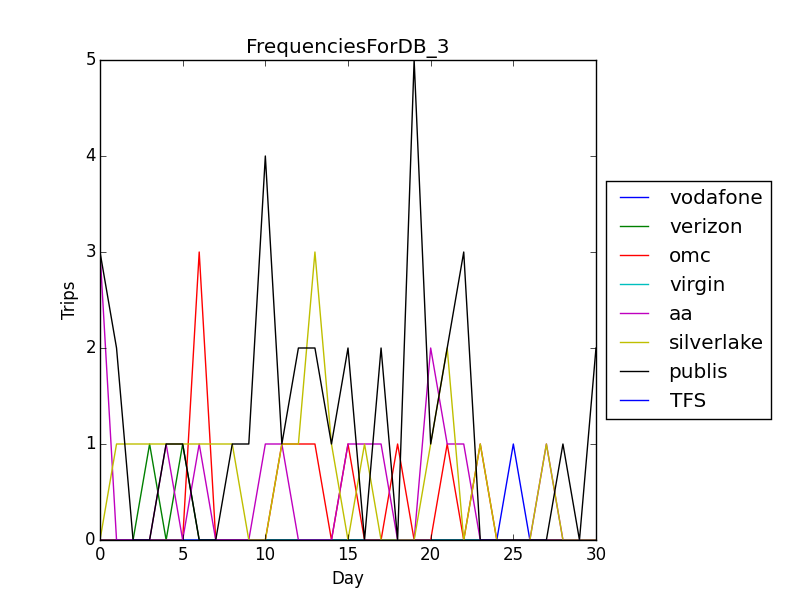 FrequenciesForDB_3
5
4
3
2
1
0
Trips
0 5 10 15 20 25 30
Day
vodafone
verizon
omc
virgin
aa
silverlake
publis
TFS